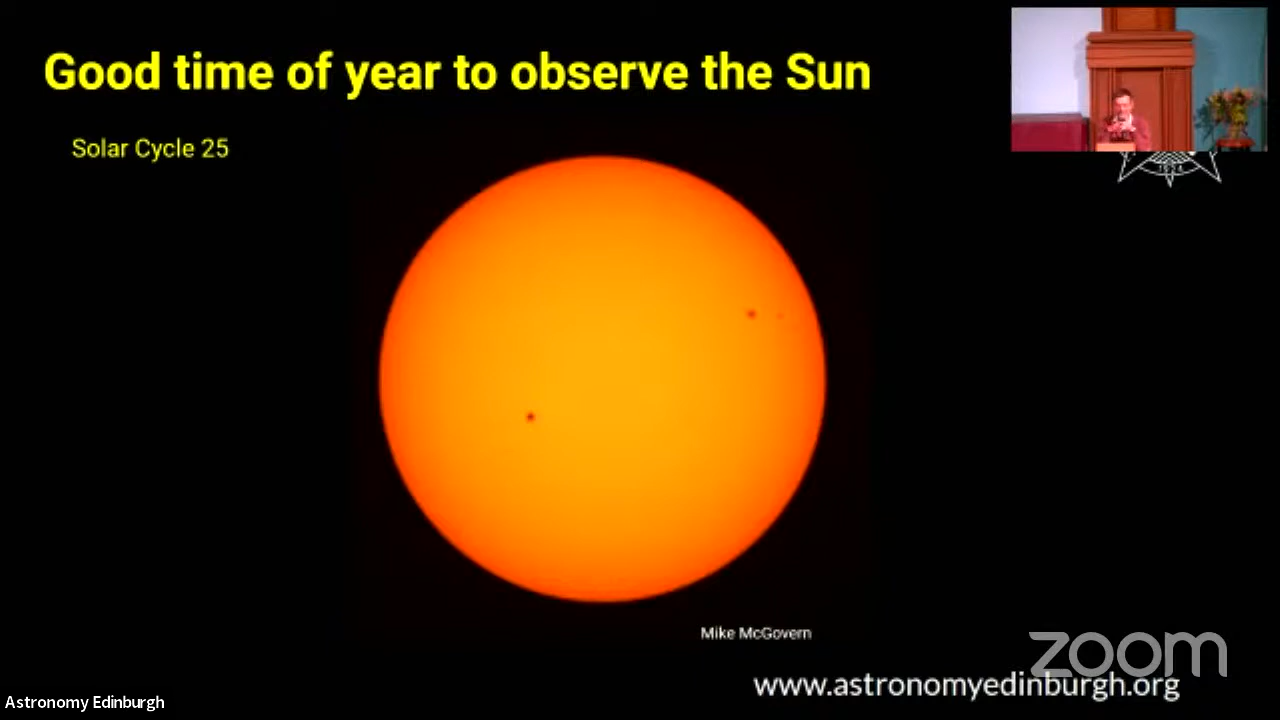 Good time of year to observe the Sun
Solar Cycle 25
1924
Mike McGovern
zoom
www.astronomyedinburgh.org
Astronomy Edinburgh